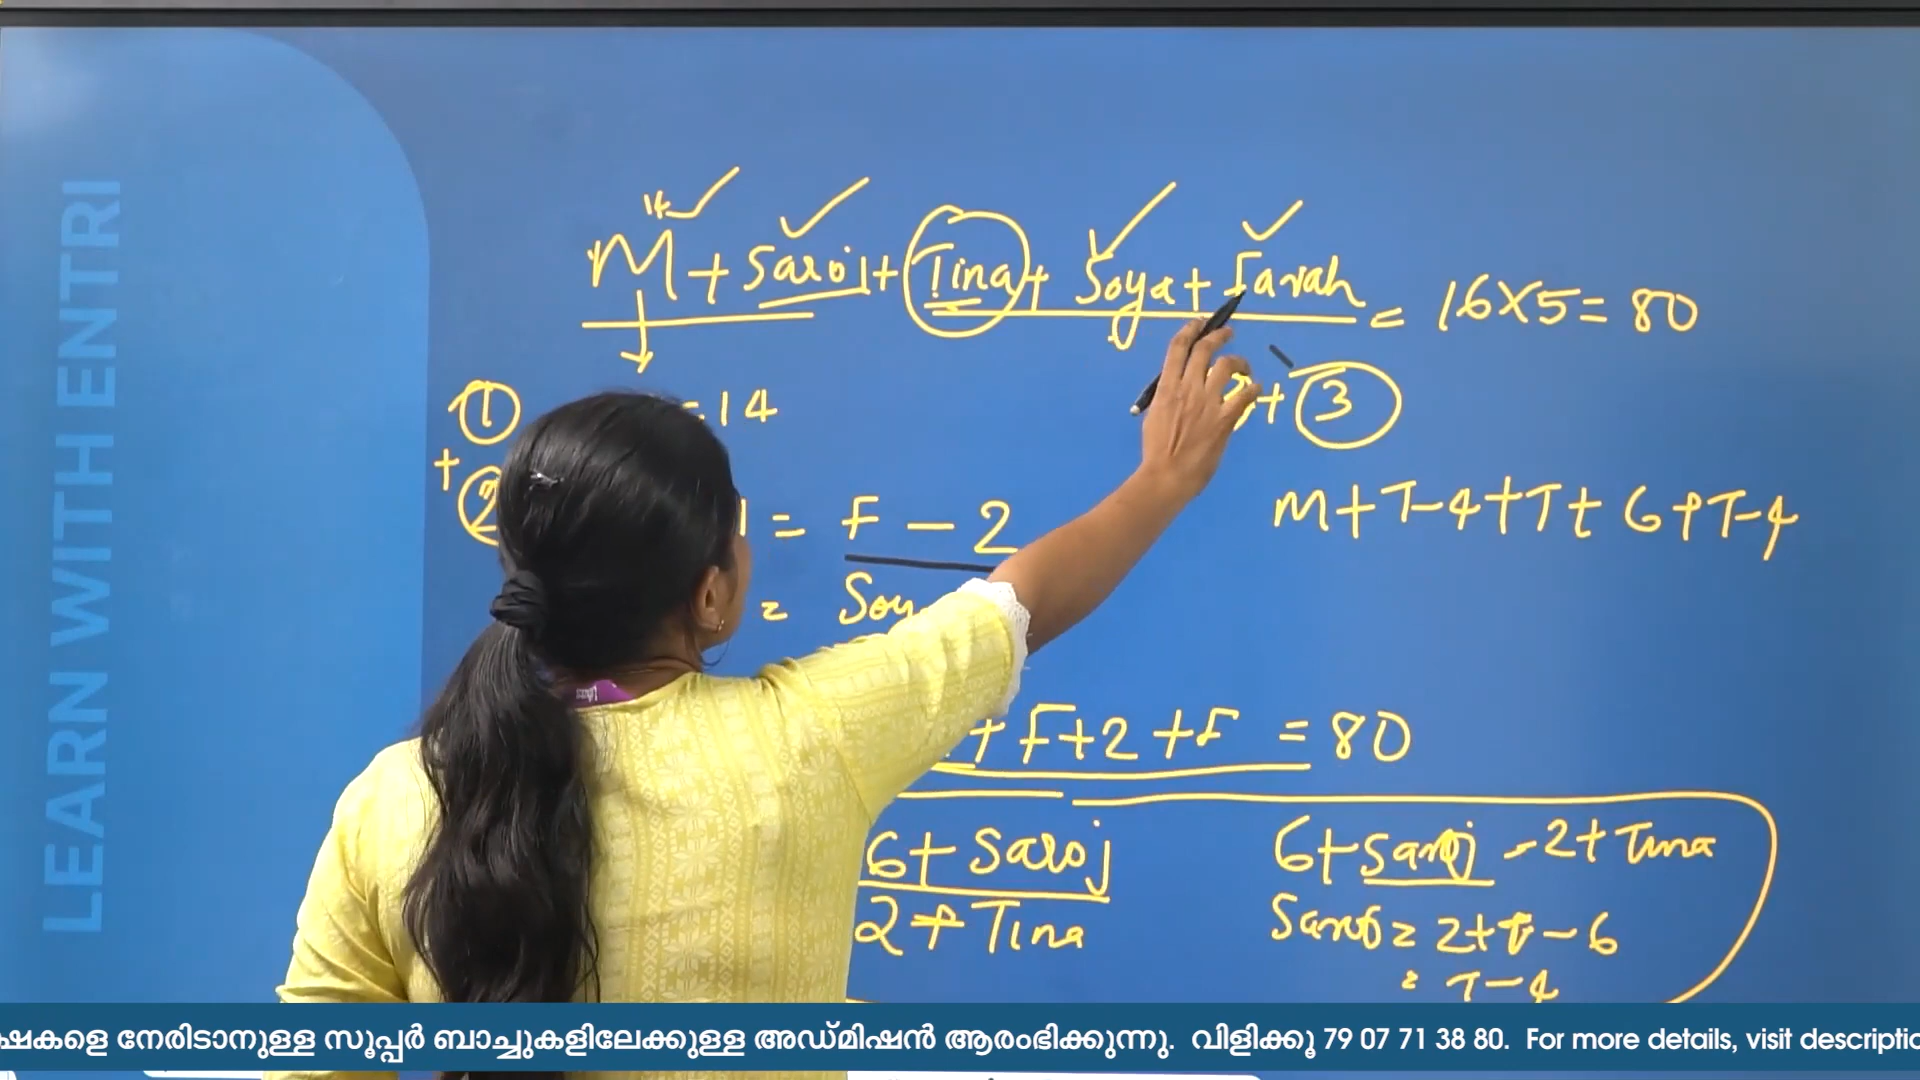 LEARN WITH ENTRI
14
M + Saroj + Tina + Soya + Farah = 16 X 5 = 80
1 = 14
+ 3
+
2
= F - 2
M + T - 4 + T + 6 + T - 4
=
+ F + 2 + F = 80
6 + Saroj
2 + Tina
6 + Saroj = 2 + Tina
Saroj = 2 + T - 6
= T - 4
ഷകളെ നേരിടാനുള്ള സൂപ്പർ ബാച്ചുകളിലേക്കുള്ള അഡ്മിഷൻ ആരംഭിക്കുന്നു. വിളിക്കൂ 79 07 71 38 80. For more details, visit descriptio